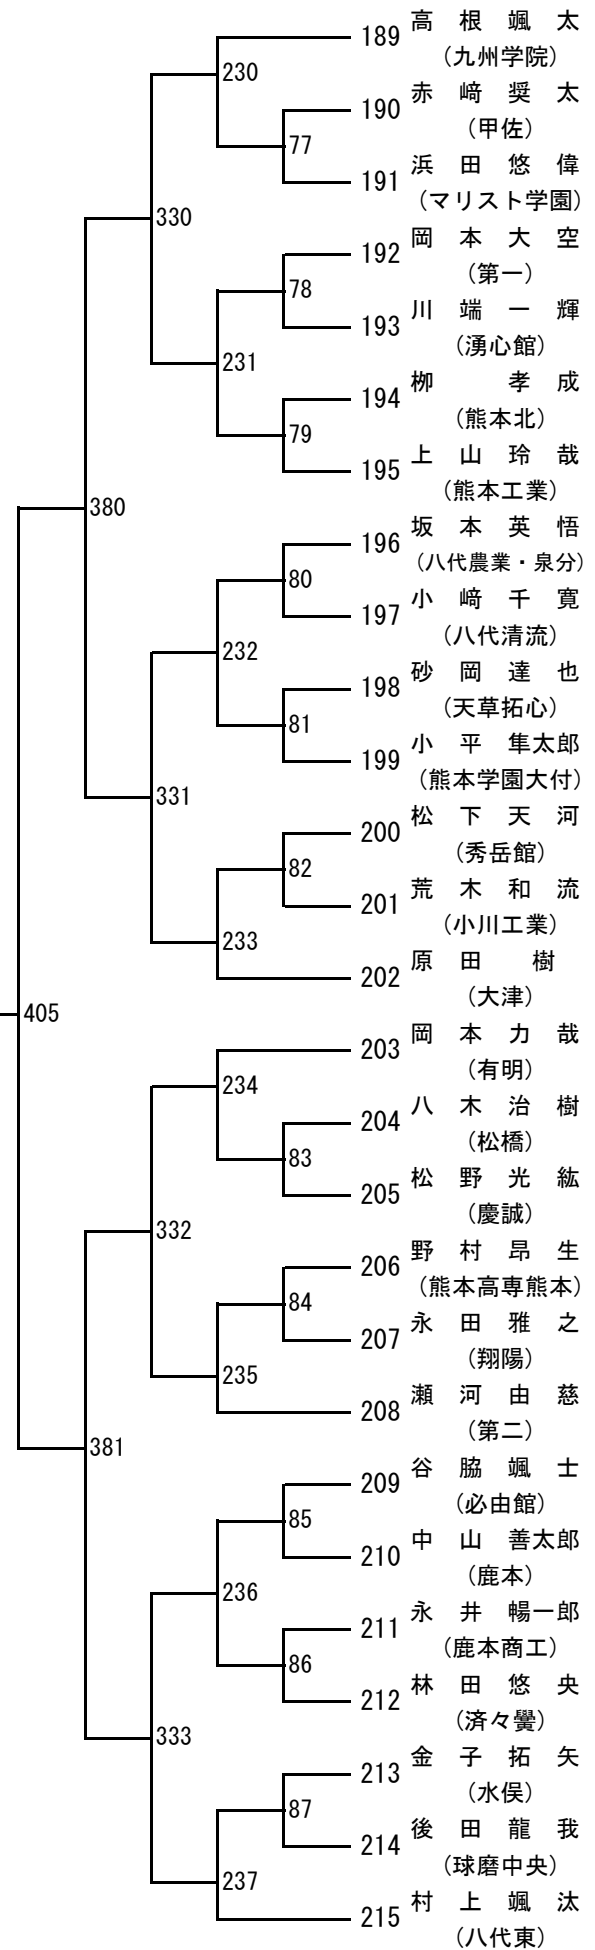 189 高根颯太
(九州学院)
230
190 赤﨑奨太
(甲佐)
77
191 浜田悠偉
(マリスト学園)
330
192 岡本大空
(第一)
78
193 川端一輝
(湧心館)
231
194 栁孝成
(熊本北)
79
195 上山玲哉
(熊本工業)
380
196 坂本英悟
(八代農業・泉分)
80
197 小﨑千寛
(八代清流)
232
198 砂岡達也
(天草拓心)
81
199 小平隼太郎
(熊本学園大付)
331
200 松下天河
(秀岳館)
82
201 荒木和流
(小川工業)
233
202 原田樹
(大津)
405
203 岡本力哉
(有明)
234
204 八木治樹
(松橋)
83
205 松野光紘
(慶誠)
332
206 野村昂生
(熊本高専熊本)
84
207 永田雅之
(翔陽)
235
208 瀬河由慈
(第二)
381
209 谷脇颯士
(必由館)
85
210 中山善太郎
(鹿本)
236
211 永井暢一郎
(鹿本商工)
86
212 林田悠央
(済々黌)
333
213 金子拓矢
(水俣)
87
214 後田龍我
(球磨中央)
237
215 村上颯汰
(八代東)